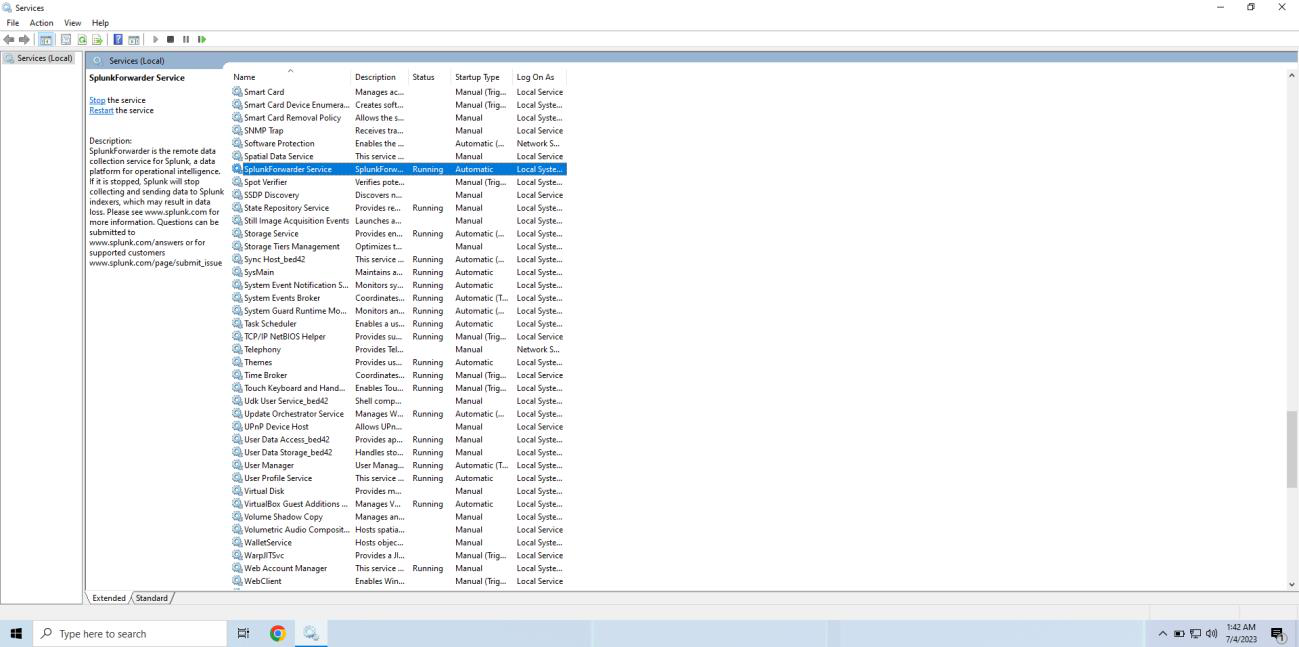 Services
File Action View Help
Services (Local)
Services (Local)
SplunkForwarder Service
Stop the service
Restart the service
Description:
SplunkForwarder is the remote data
collection service for Splunk, a data
platform for operational intelligence.
If it is stopped, Splunk will stop
collecting and sending data to Splunk
indexers, which may result in data
loss. Please see www.splunk.com for
more information. Questions can be
submitted to
www.splunk.com/answers or for
supported customers
www.splunk.com/page/submit_issue
Name Description Status Startup Type Log On As
Smart Card Manages ac... Manual (Trig... Local Service
Smart Card Device Enumera... Creates soft... Manual (Trig... Local Syste...
Smart Card Removal Policy Allows the s... Manual Local Syste...
SNMP Trap Receives tra... Manual Local Service
Software Protection Enables the ... Automatic (... Network S...
Spatial Data Service This service ... Manual Local Service
SplunkForwarder Service SplunkForw... Running Automatic Local Syste...
Spot Verifier Verifies pote... Manual (Trig... Local Syste...
SSDP Discovery Discovers n... Manual Local Service
State Repository Service Provides re... Running Manual Local Syste...
Still Image Acquisition Events Launches a... Manual Local Syste...
Storage Service Provides en... Running Automatic (... Local Syste...
Storage Tiers Management Optimizes t... Manual Local Syste...
Sync Host_bed42 This service ... Running Automatic (... Local Syste...
SysMain Maintains a... Running Automatic Local Syste...
System Event Notification S... Monitors sy... Running Automatic Local Syste...
System Events Broker Coordinates... Running Automatic (T... Local Syste...
System Guard Runtime Mo... Monitors an... Running Automatic (... Local Syste...
Task Scheduler Enables a us... Running Automatic Local Syste...
TCP/IP NetBIOS Helper Provides su... Running Manual (Trig... Local Service
Telephony Provides Tel... Manual Network S...
Themes Provides us... Running Automatic Local Syste...
Time Broker Coordinates... Running Manual (Trig... Local Service
Touch Keyboard and Hand... Enables Tou... Running Manual (Trig... Local Syste...
Udk User Service_bed42 Shell comp... Manual Local Syste...
Update Orchestrator Service Manages W... Running Automatic (... Local Syste...
UPnP Device Host Allows UPn... Manual Local Service
User Data Access_bed42 Provides ap... Running Manual Local Syste...
User Data Storage_bed42 Handles sto... Running Manual Local Syste...
User Manager User Manag... Running Automatic (T... Local Syste...
User Profile Service This service ... Running Automatic Local Syste...
Virtual Disk Provides m... Manual Local Syste...
VirtualBox Guest Additions ... Manages V... Running Automatic Local Syste...
Volume Shadow Copy Manages an... Manual Local Syste...
Volumetric Audio Composit... Hosts spatia... Manual Local Service
WalletService Hosts objec... Manual Local Syste...
WarpJITSvc Provides a JI... Manual (Trig... Local Service
Web Account Manager This service ... Running Manual Local Syste...
WebClient Enables Win... Manual (Trig... Local Service
Extended Standard
Type here to search
1:42 AM
7/4/2023
1